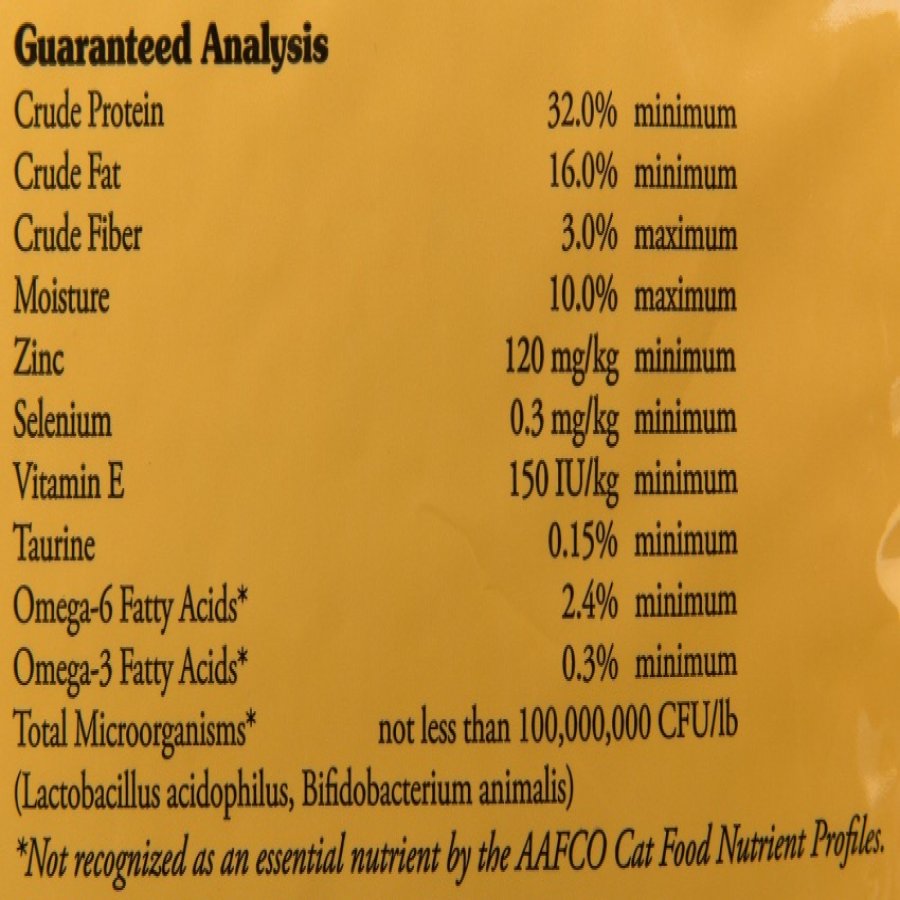 Guaranteed Analysis
Crude Protein 32.0% minimum
Crude Fat 16.0% minimum
Crude Fiber 3.0% maximum
Moisture 10.0% maximum
Zinc 120 mg/kg minimum
Selenium 0.3 mg/kg minimum
Vitamin E 150 IU/kg minimum
Taurine 0.15% minimum
Omega-6 Fatty Acids* 2.4% minimum
Omega-3 Fatty Acids* 0.3% minimum
Total Microorganisms* not less than 100,000,000 CFU/lb
(Lactobacillus acidophilus, Bifidobacterium animalis)
*Not recognized as an essential nutrient by the AAFCO Cat Food Nutrient Profiles.